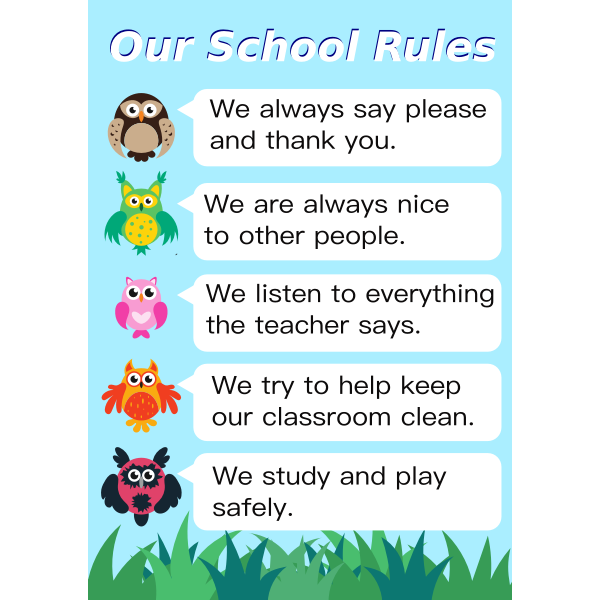 Our School Rules
We always say please
and thank you.
We are always nice
to other people.
We listen to everything
the teacher says.
We try to help keep
our classroom clean.
We study and play
safely.